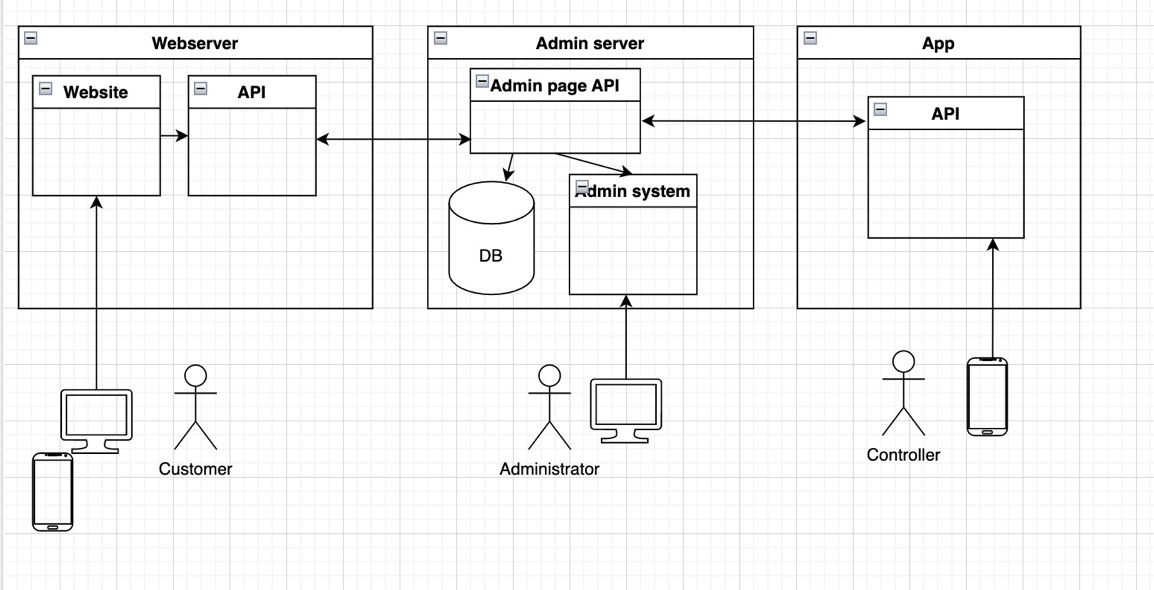 Webserver
Admin server
App
Website
API
Admin page API
API
Admin system
DB
Customer
Administrator
Controller